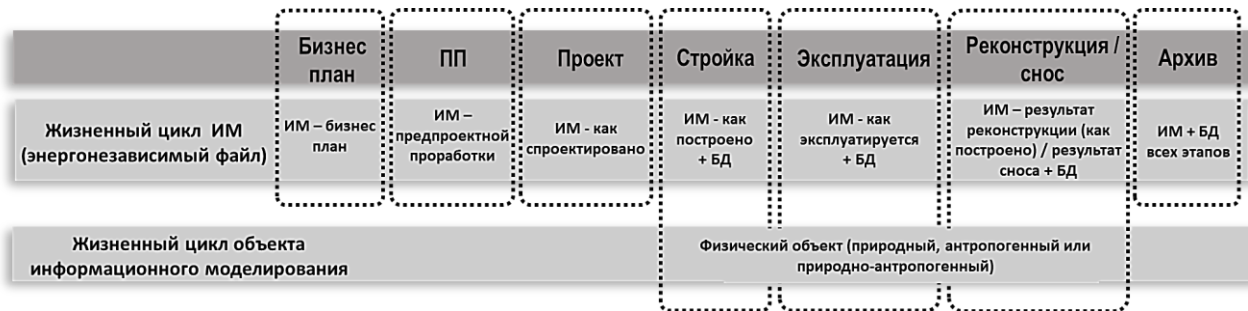 Бизнес
план
ПП
Проект
Стройка
Эксплуатация
Реконструкция /
снос
Архив
Жизненный цикл ИМ
(энергонезависимый файл)
ИМ – бизнес
план
ИМ –
предпроектной
проработки
ИМ - как
спроектировано
ИМ - как
построено
+ БД
ИМ - как
эксплуатируется
+ БД
ИМ – результат
реконструкции (как
построено) / результат
сноса + БД
ИМ + БД
всех этапов
Жизненный цикл объекта
информационного моделирования
Физический объект (природный, антропогенный или
природно-антропогенный)